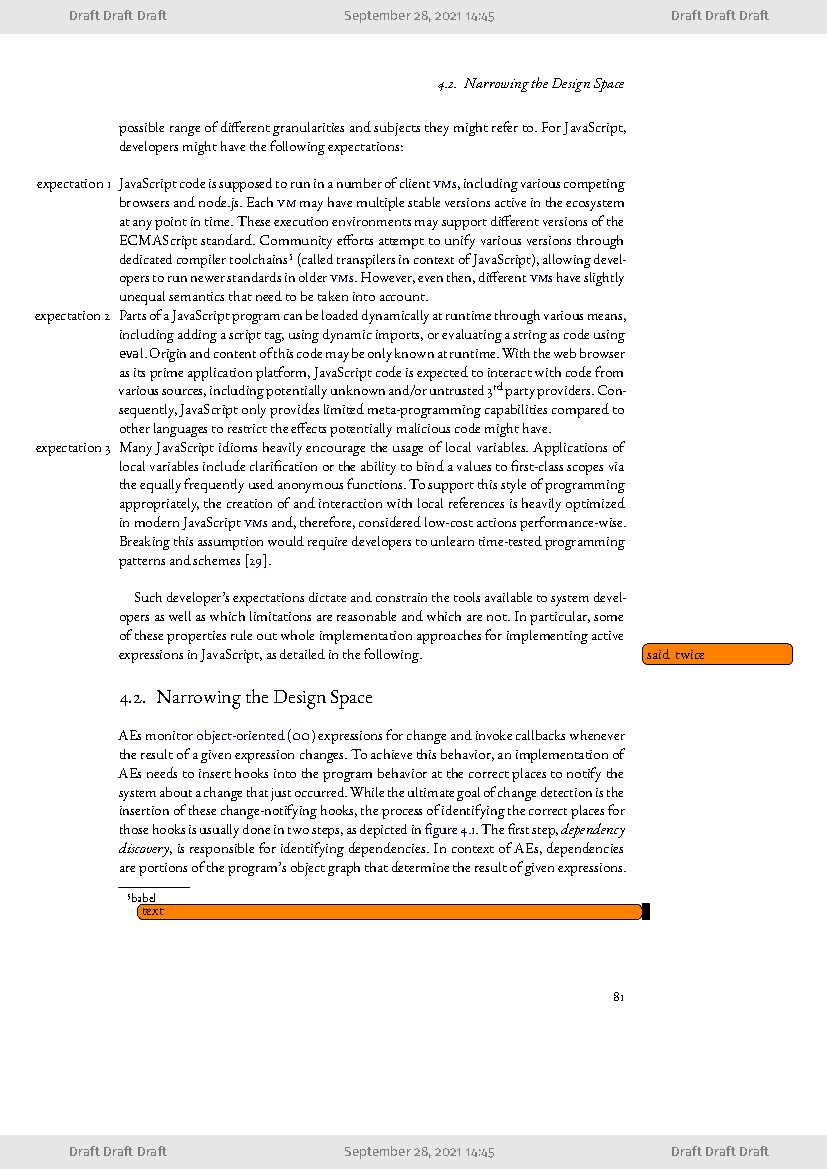 Draft Draft Draft September 28, 2021 14:45 Draft Draft Draft
4.2. Narrowing the Design Space
possible range of different granularities and subjects they might refer to. For JavaScript,
developers might have the following expectations:
expectation 1 JavaScript code is supposed to run in a number of client VMs, including various competing
browsers and node.js. Each VM may have multiple stable versions active in the ecosystem
at any point in time. These execution environments may support different versions of the
ECMAScript standard. Community efforts attempt to unify various versions through
dedicated compiler toolchains⁵ (called transpilers in context of JavaScript), allowing devel-
opers to run newer standards in older VMs. However, even then, different VMs have slightly
unequal semantics that need to be taken into account.
expectation 2 Parts of a JavaScript program can be loaded dynamically at runtime through various means,
including adding a script tag, using dynamic imports, or evaluating a string as code using
eval. Origin and content of this code may be only known at runtime. With the web browser
as its prime application platform, JavaScript code is expected to interact with code from
various sources, including potentially unknown and/or untrusted 3rd party providers. Con-
sequently, JavaScript only provides limited meta-programming capabilities compared to
other languages to restrict the effects potentially malicious code might have.
expectation 3 Many JavaScript idioms heavily encourage the usage of local variables. Applications of
local variables include clarification or the ability to bind a values to first-class scopes via
the equally frequently used anonymous functions. To support this style of programming
appropriately, the creation of and interaction with local references is heavily optimized
in modern JavaScript VMs and, therefore, considered low-cost actions performance-wise.
Breaking this assumption would require developers to unlearn time-tested programming
patterns and schemes [29].
Such developer's expectations dictate and constrain the tools available to system devel-
opers as well as which limitations are reasonable and which are not. In particular, some
of these properties rule out whole implementation approaches for implementing active
expressions in JavaScript, as detailed in the following.
said twice
4.2. Narrowing the Design Space
AEs monitor object-oriented (OO) expressions for change and invoke callbacks whenever
the result of a given expression changes. To achieve this behavior, an implementation of
AEs needs to insert hooks into the program behavior at the correct places to notify the
system about a change that just occurred. While the ultimate goal of change detection is the
insertion of these change-notifying hooks, the process of identifying the correct places for
those hooks is usually done in two steps, as depicted in figure 4.1. The first step, dependency
discovery, is responsible for identifying dependencies. In context of AEs, dependencies
are portions of the program's object graph that determine the result of given expressions.
⁵babel
text
81
Draft Draft Draft September 28, 2021 14:45 Draft Draft Draft